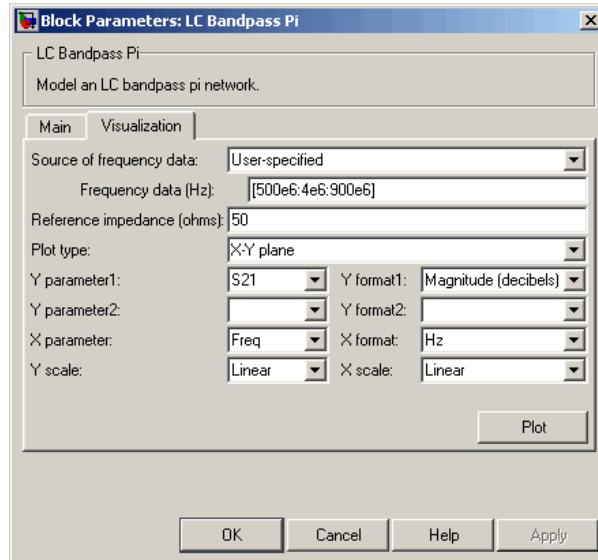 Block Parameters: LC Bandpass Pi
LC Bandpass Pi
Model an LC bandpass pi network.
Main Visualization
Source of frequency data: User-specified
Frequency data (Hz): [500e6:4e6:900e6]
Reference impedance (ohms): 50
Plot type: X-Y plane
Y parameter1: S21 Y format1: Magnitude (decibels)
Y parameter2: Y format2:
X parameter: Freq X format: Hz
Y scale: Linear X scale: Linear
Plot
OK Cancel Help Apply